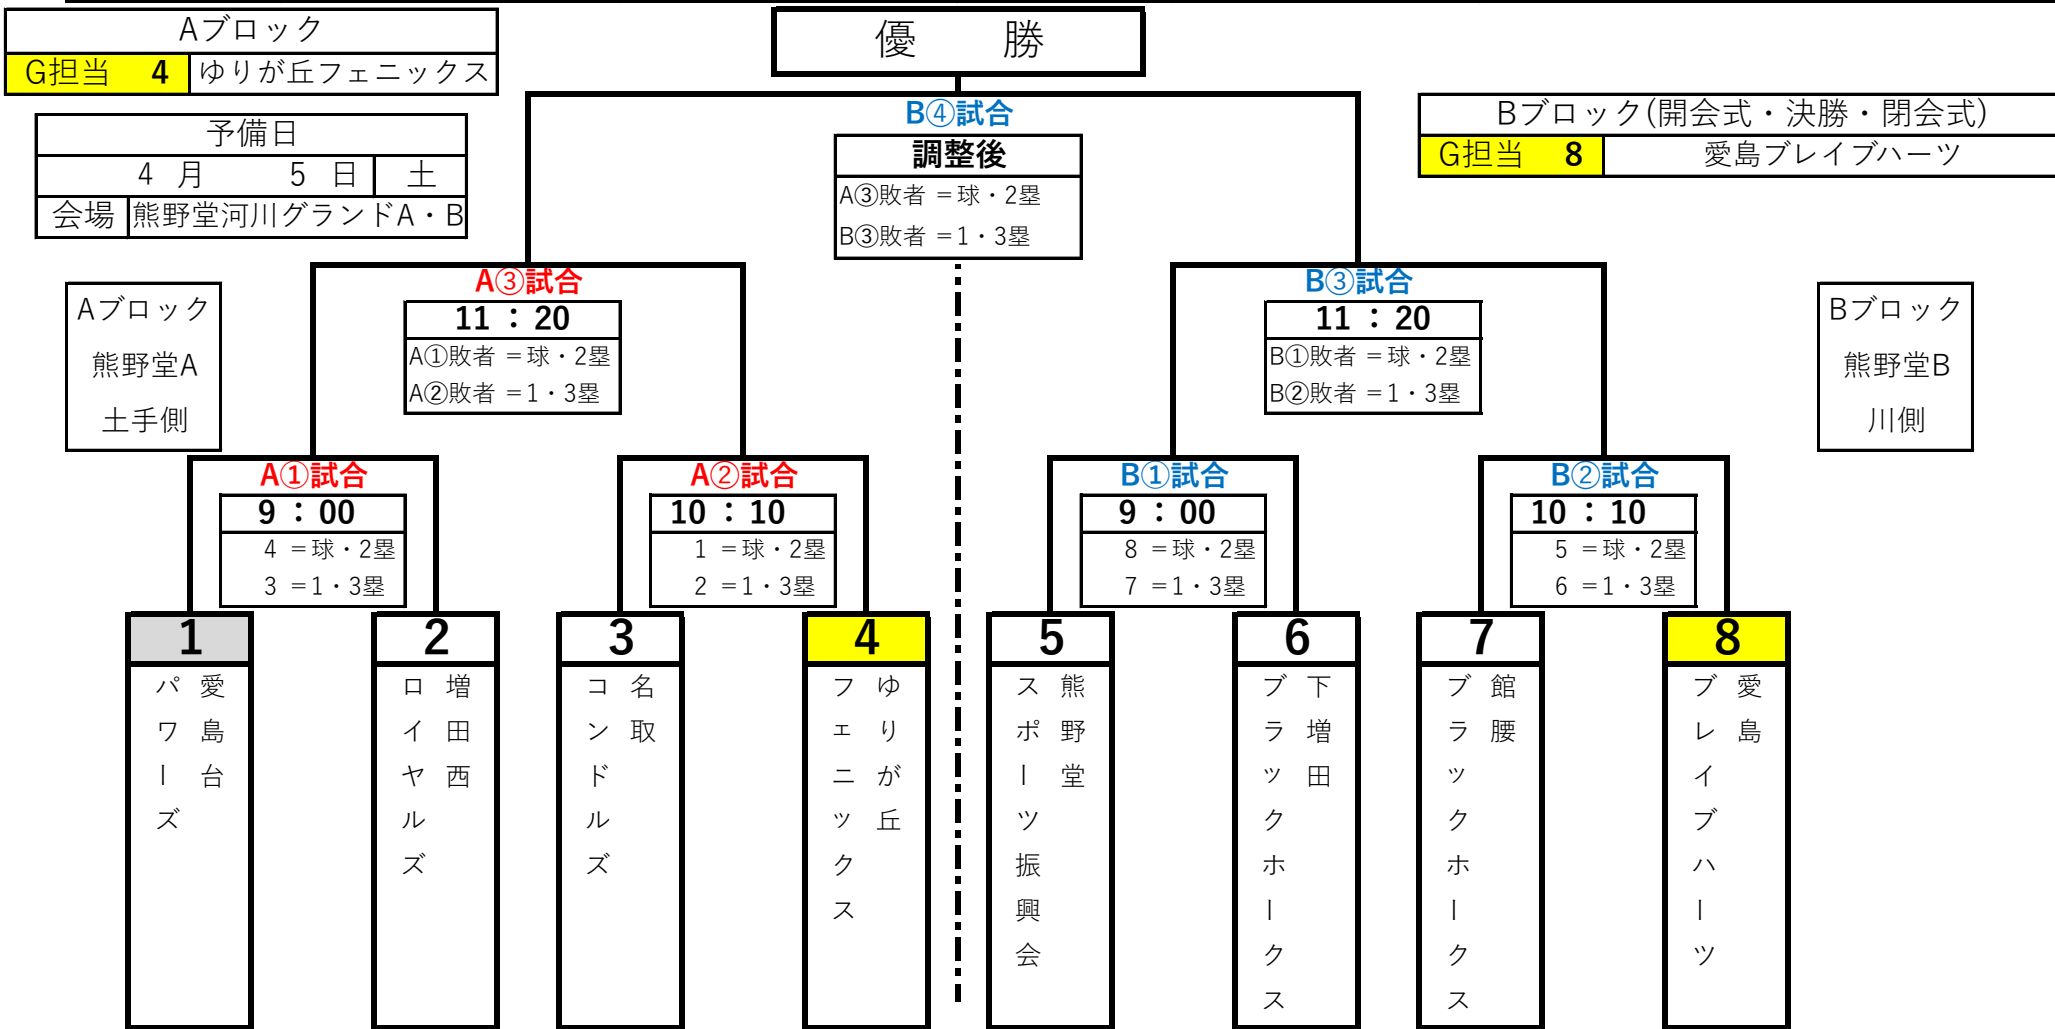 Aブロック
G担当 4 ゆりが丘フェニックス
優 勝
B④試合
調整後
A③敗者 =球・2塁
B③敗者 =1・3塁
Bブロック(開会式・決勝・閉会式)
G担当 8 愛島ブレイブハーツ
予備日
4 月 5 日 土
会場 熊野堂河川グランドA・B
Aブロック
熊野堂A
土手側
A③試合
11 : 20
A①敗者 =球・2塁
A②敗者 =1・3塁
B③試合
11 : 20
B①敗者 =球・2塁
B②敗者 =1・3塁
Bブロック
熊野堂B
川側
A①試合
9 : 00
4 =球・2塁
3 =1・3塁
A②試合
10 : 10
1 =球・2塁
2 =1・3塁
B①試合
9 : 00
8 =球・2塁
7 =1・3塁
B②試合
10 : 10
5 =球・2塁
6 =1・3塁
1
愛島台
パワーズ
2
増田西
ロイヤルズ
3
名取
コンドルズ
4
ゆりが丘
フェニックス
5
熊野堂
スポーツ振興会
6
下増田
ブラックホークス
7
館腰
ブラックホークス
8
愛島
ブレイブハーツ